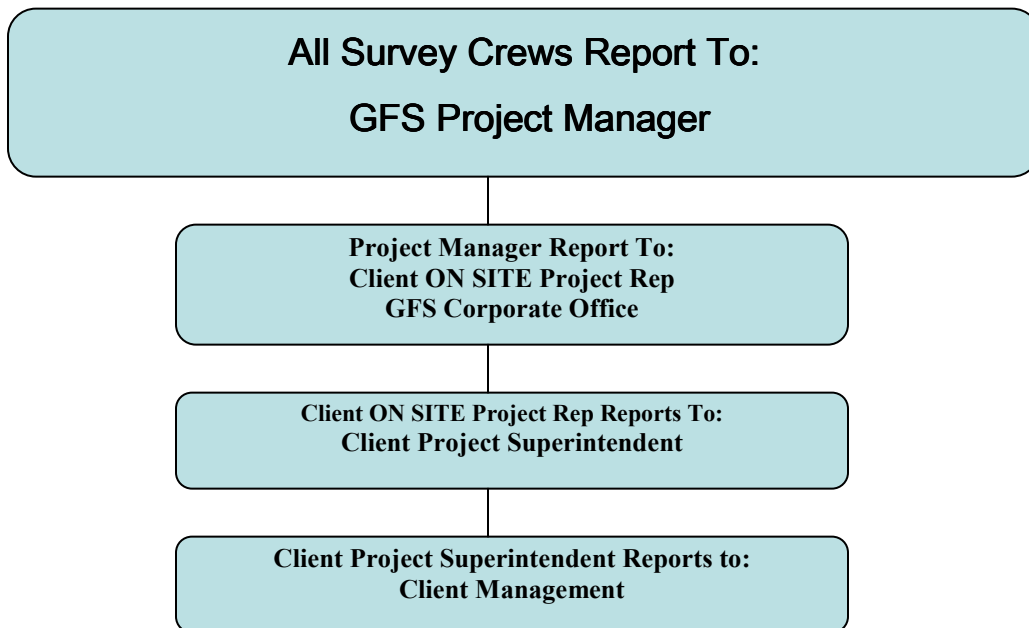 All Survey Crews Report To:
GFS Project Manager
Project Manager Report To:
Client ON SITE Project Rep
GFS Corporate Office
Client ON SITE Project Rep Reports To:
Client Project Superintendent
Client Project Superintendent Reports to:
Client Management